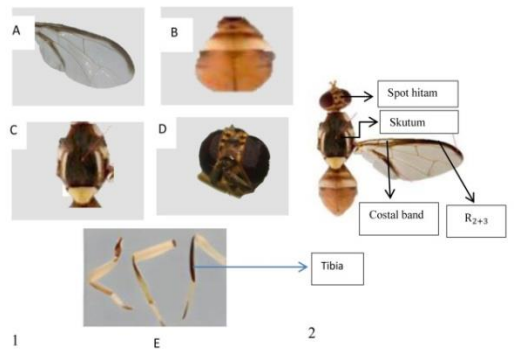 A
B
C
D
Spot hitam
Skutum
Costal band
R2+3
Tibia
E
1
2